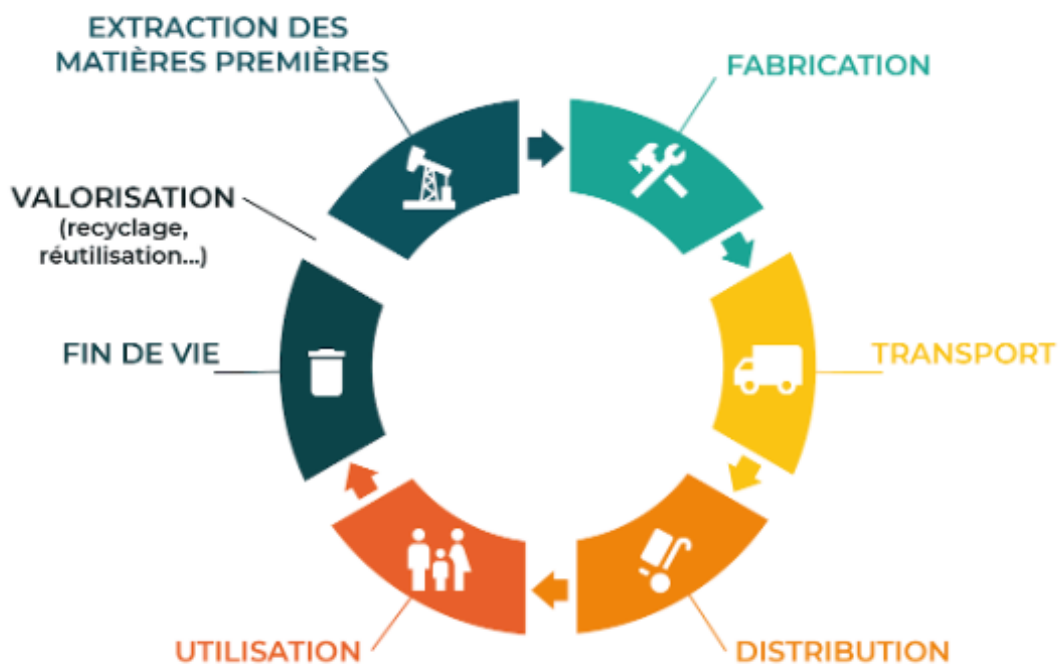 EXTRACTION DES
MATIÈRES PREMIÈRES
FABRICATION
VALORISATION
(recyclage,
réutilisation...)
FIN DE VIE
TRANSPORT
UTILISATION
DISTRIBUTION